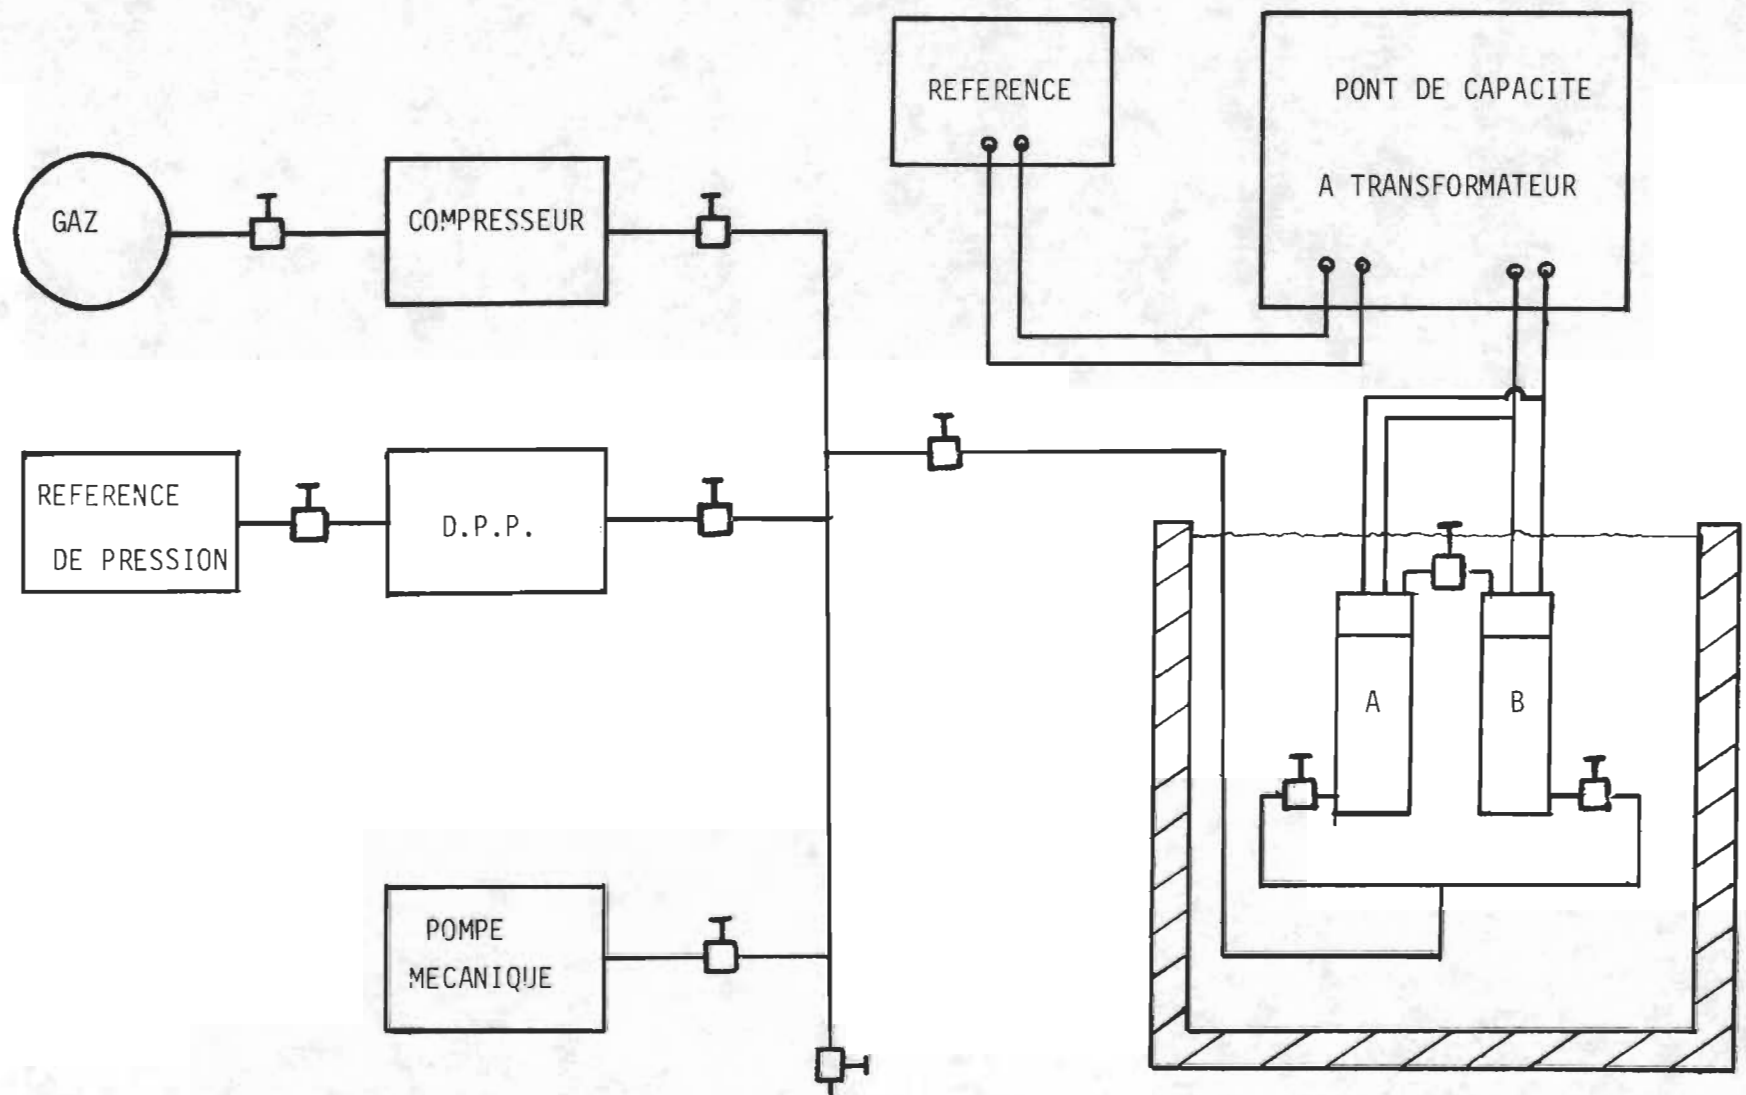 REFERENCE
PONT DE CAPACITE
A TRANSFORMATEUR
GAZ
COMPRESSEUR
REFERENCE
DE PRESSION
D.P.P.
A
B
POMPE
MECANIQUE